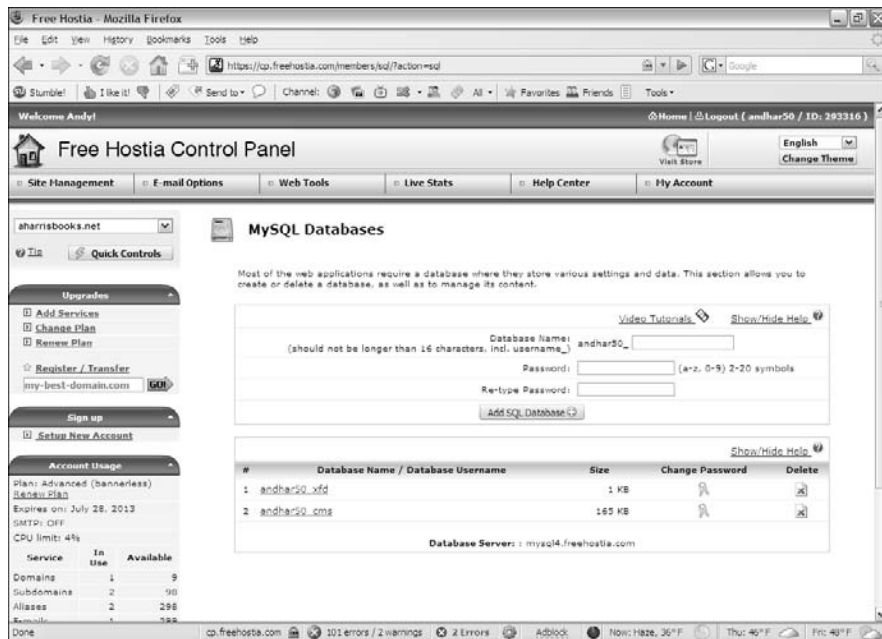 Free Hostia - Mozilla Firefox
File Edit View History Bookmarks Tools Help
https://cp.freehostia.com/members/sql/?action=sql
Google
Stumble! I like it! Send to Channel: All Favorites Friends Tools
Welcome Andy!
Home | Logout ( andhar50 / ID: 293316 )
Free Hostia Control Panel
Visit Store
English
Change Theme
Site Management E-mail Options Web Tools Live Stats Help Center My Account
aharrisbooks.net
Tip Quick Controls
Upgrades
Add Services
Change Plan
Renew Plan
Register / Transfer
my-best-domain.com GO!
Sign up
Setup New Account
Account Usage
Plan: Advanced (bannerless)
Renew Plan
Expires on: July 28, 2013
SMTP: OFF
CPU limit: 4%
Service In Use Available
Domains 1 9
Subdomains 2 98
Aliases 2 298
MySQL Databases
Most of the web applications require a database where they store various settings and data. This section allows you to
create or delete a database, as well as to manage its content.
Video Tutorials Show/Hide Help
Database Name:
(should not be longer than 16 characters, incl. username_) andhar50_
Password: (a-z, 0-9) 2-20 symbols
Re-type Password:
Add SQL Database
Show/Hide Help
# Database Name / Database Username Size Change Password Delete
1 andhar50_xfd 1 KB
2 andhar50_cms 165 KB
Database Server: : mysql4.freehostia.com
Done cp.freehostia.com 101 errors / 2 warnings 2 Errors Adblock Now: Haze, 36°F Thu: 46°F Fri: 48°F